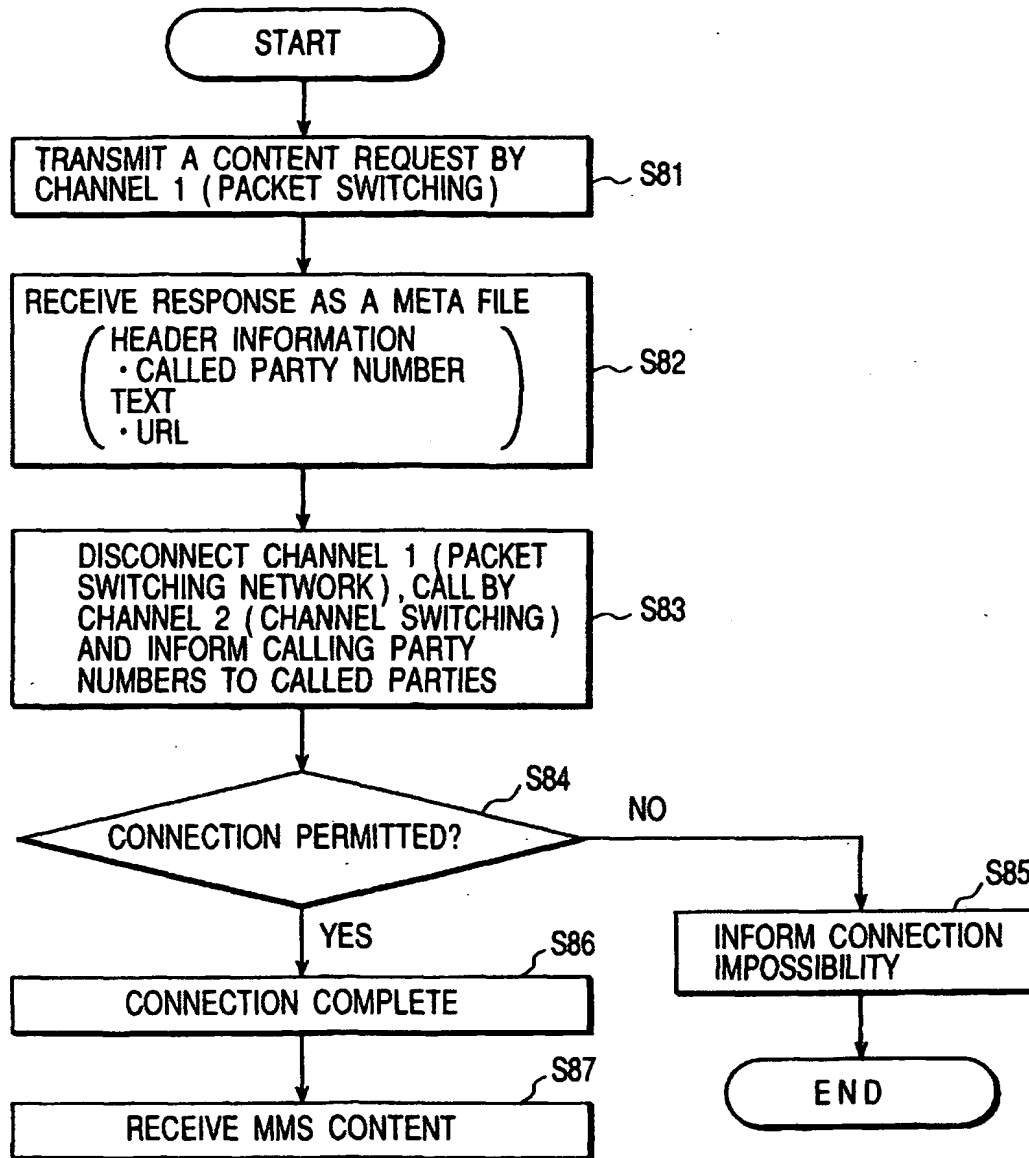 START
TRANSMIT A CONTENT REQUEST BY
CHANNEL 1 (PACKET SWITCHING)
S81
RECEIVE RESPONSE AS A META FILE
HEADER INFORMATION
・CALLED PARTY NUMBER
TEXT
・URL
S82
DISCONNECT CHANNEL 1 (PACKET
SWITCHING NETWORK), CALL BY
CHANNEL 2 (CHANNEL SWITCHING)
AND INFORM CALLING PARTY
NUMBERS TO CALLED PARTIES
S83
S84
CONNECTION PERMITTED?
NO
YES
S85
INFORM CONNECTION
IMPOSSIBILITY
S86
CONNECTION COMPLETE
END
S87
RECEIVE MMS CONTENT